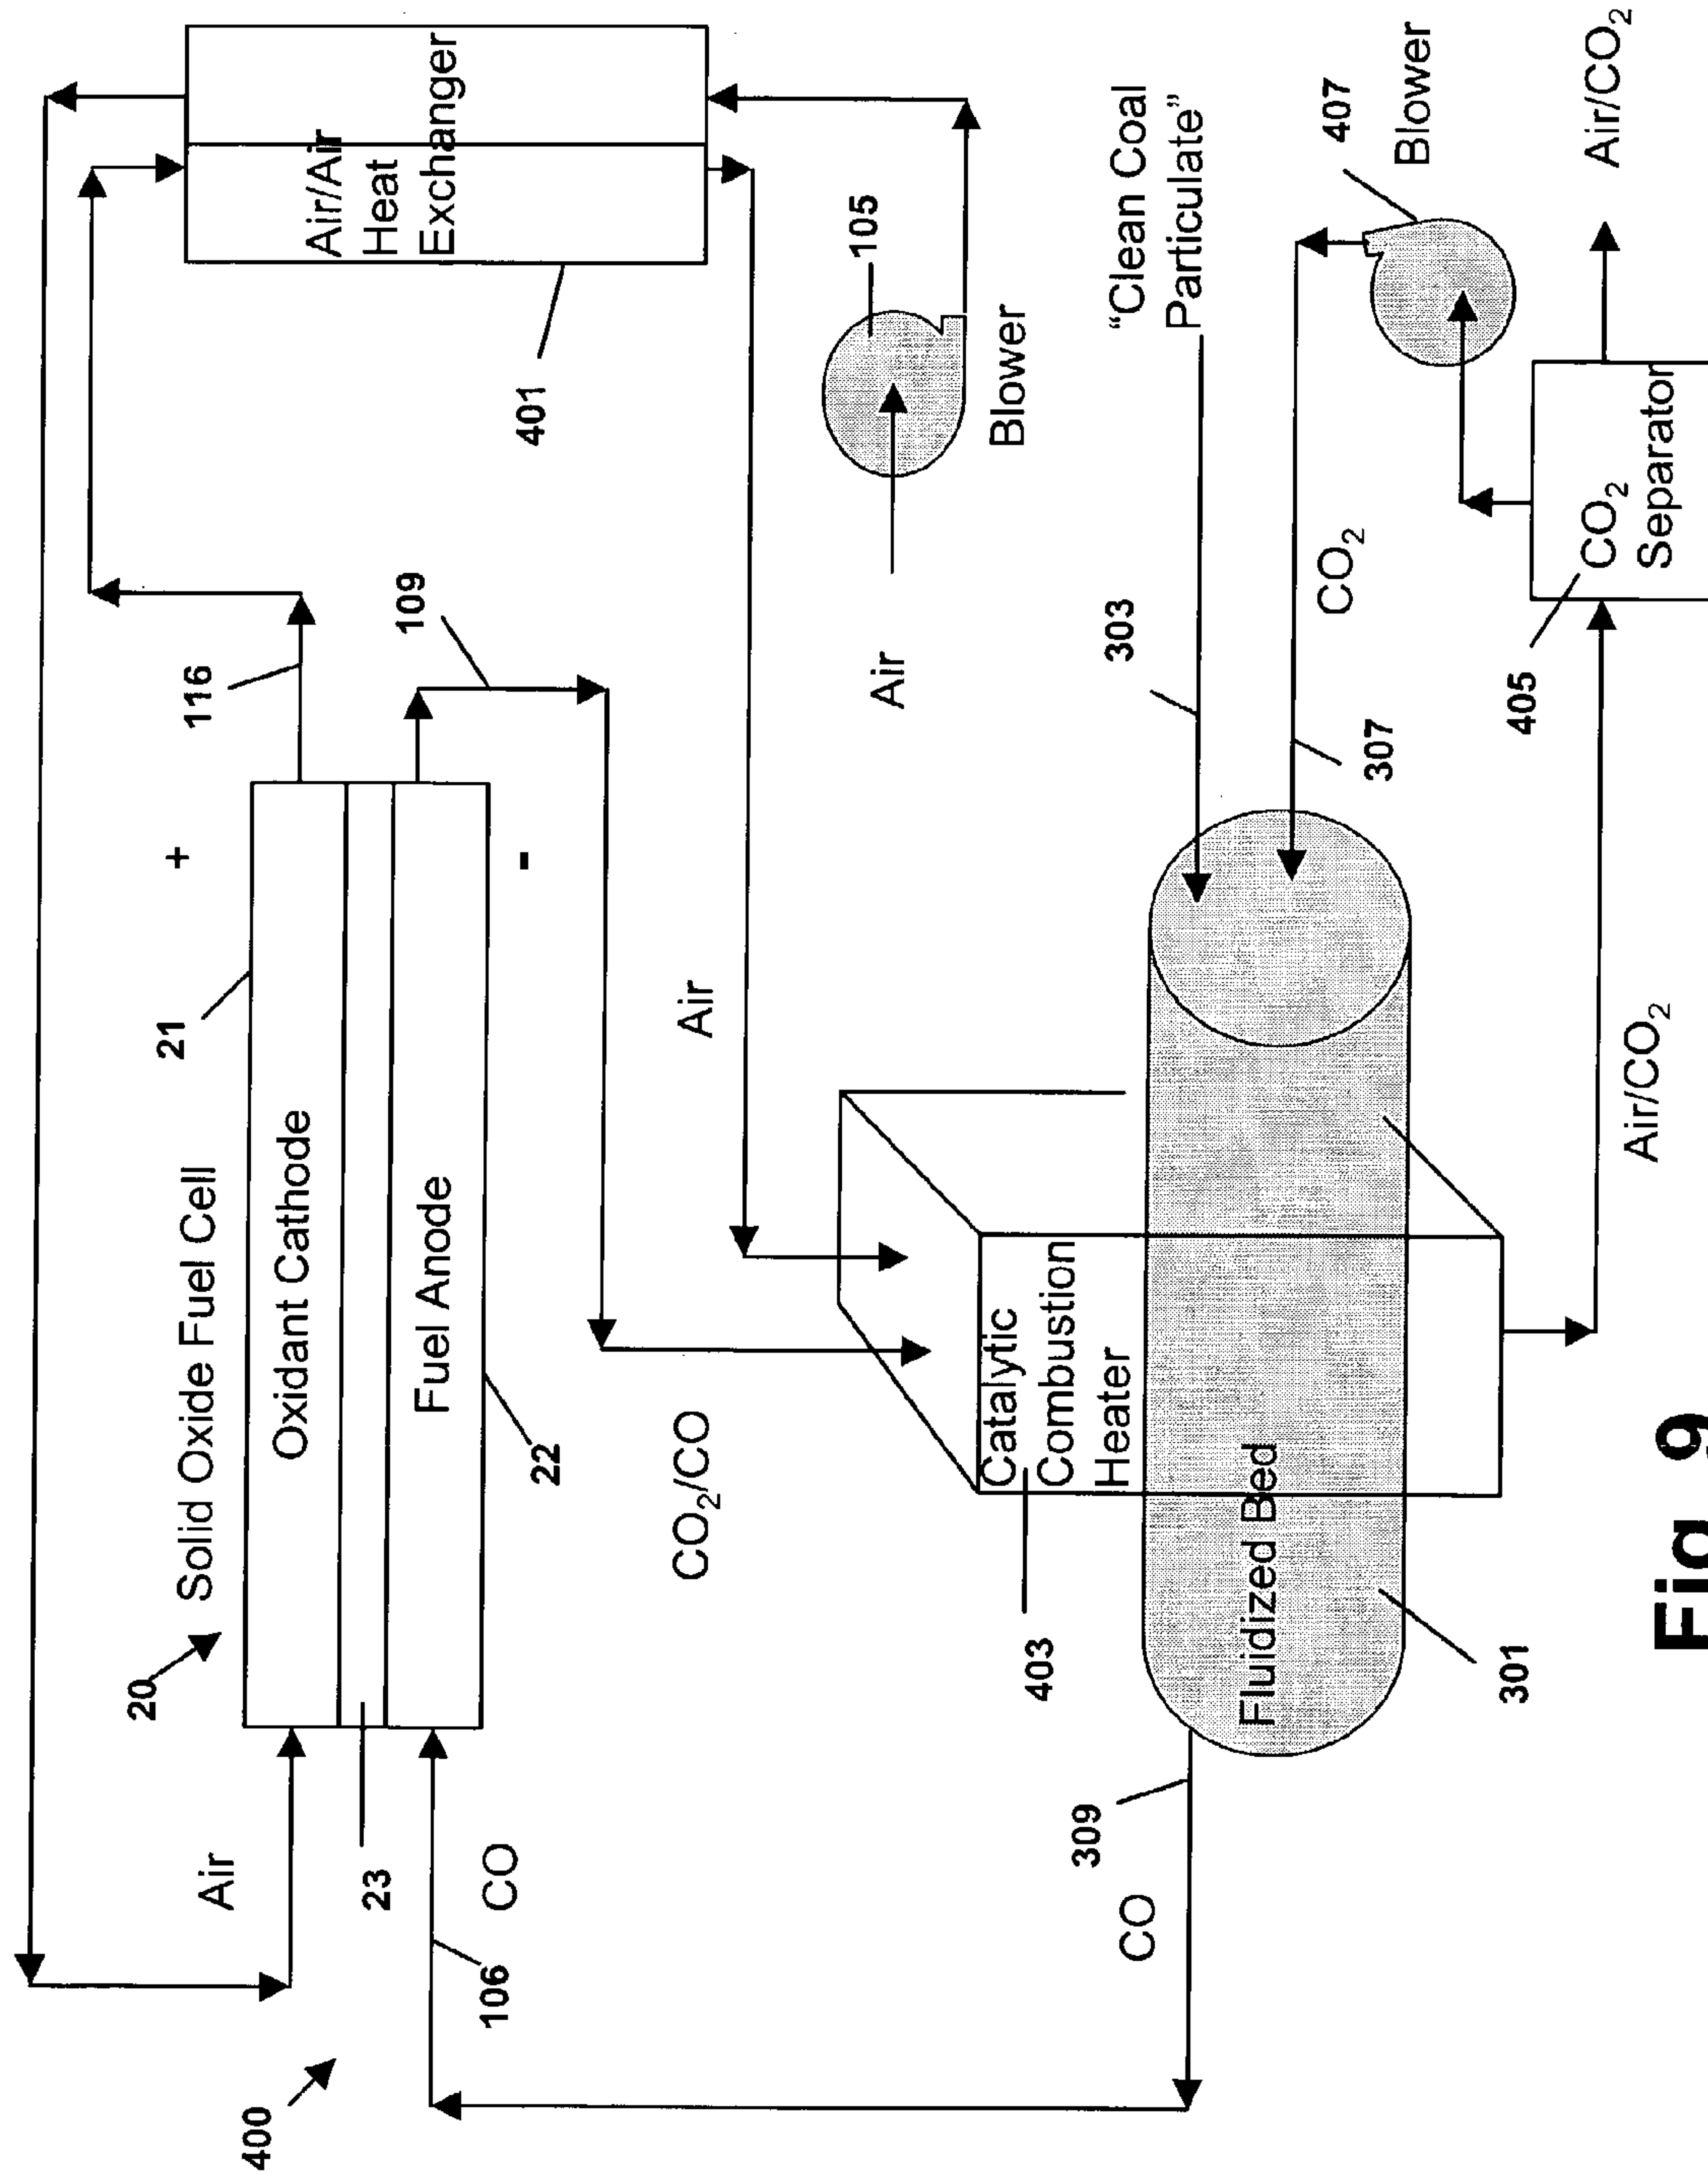 400
20
Solid Oxide Fuel Cell
21
+
116
Air
Oxidant Cathode
23
Fuel Anode
CO
106
22
-
109
Air/Air
Heat
Exchanger
401
CO₂/CO
Air
Air
105
Blower
Catalytic
Combustion
Heater
403
CO
309
Fluidized Bed
301
303
"Clean Coal
Particulate"
307
CO₂
407
Blower
405
CO₂
Separator
Air/CO₂
Air/CO₂
Fig. 9